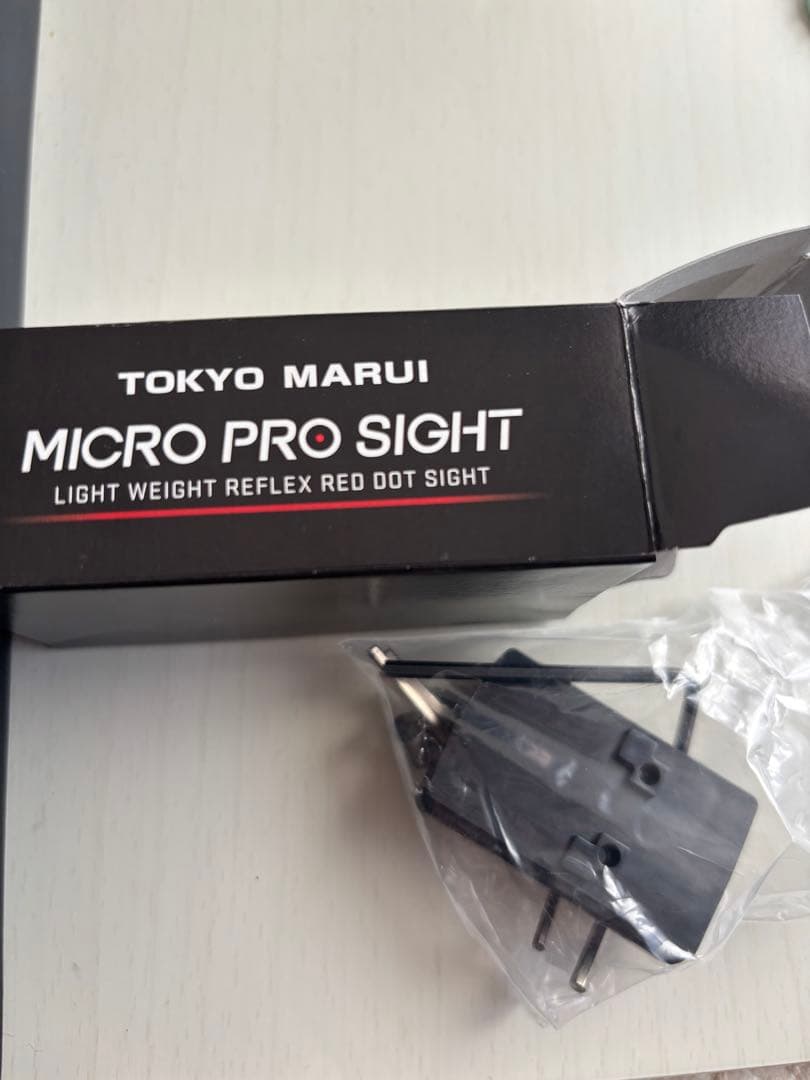 TOKYO MARUI
MICRO PRO SIGHT
LIGHT WEIGHT REFLEX RED DOT SIGHT